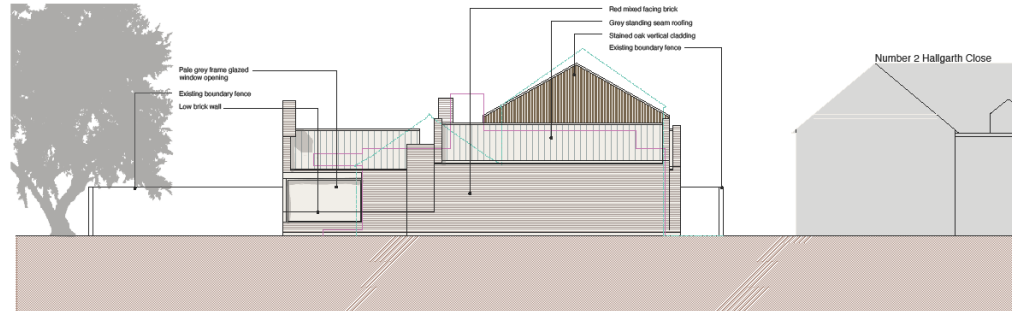 Red mixed facing brick
Grey standing seam roofing
Stained oak vertical cladding
Existing boundary fence
Number 2 Hallgarth Close
Pale grey frame glazed
window opening
Existing boundary fence
Low brick wall